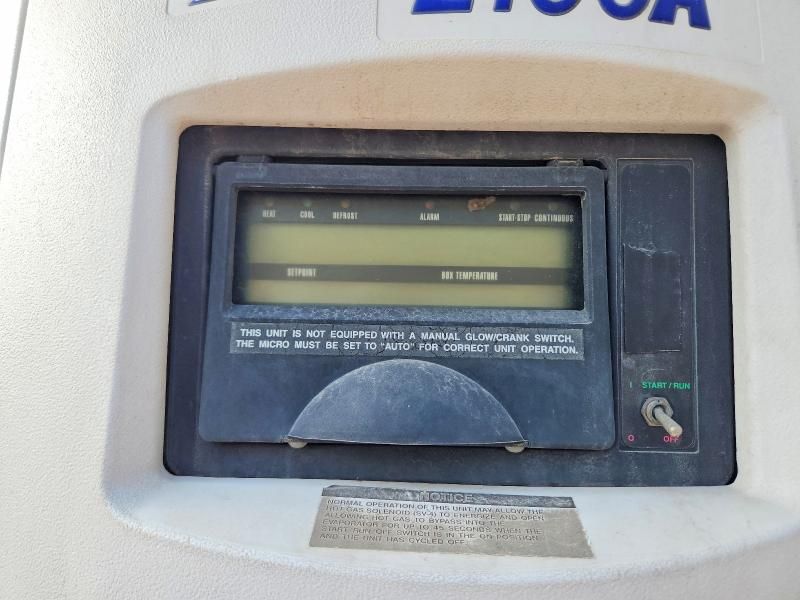 2100A
HEAT COOL DEFROST ALARM START-STOP CONTINUOUS
SETPOINT BOX TEMPERATURE
THIS UNIT IS NOT EQUIPPED WITH A MANUAL GLOW/CRANK SWITCH.
THE MICRO MUST BE SET TO "AUTO" FOR CORRECT UNIT OPERATION.
I START / RUN
O OFF
NOTICE
NORMAL OPERATION OF THIS UNIT MAY ALLOW THE
HOT GAS SOLENOID (SV-4) TO ENERGIZE AND OPEN,
ALLOWING HOT GAS TO BYPASS INTO THE
EVAPORATOR FOR UP TO 45 SECONDS WHEN THE
START/RUN-OFF SWITCH IS IN THE ON POSITION
AND THE UNIT HAS CYCLED OFF.